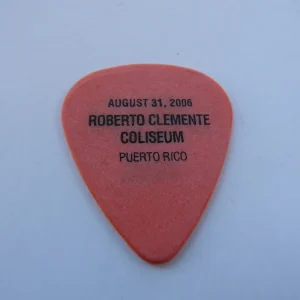 AUGUST 31, 2006
ROBERTO CLEMENTE
COLISEUM
PUERTO RICO